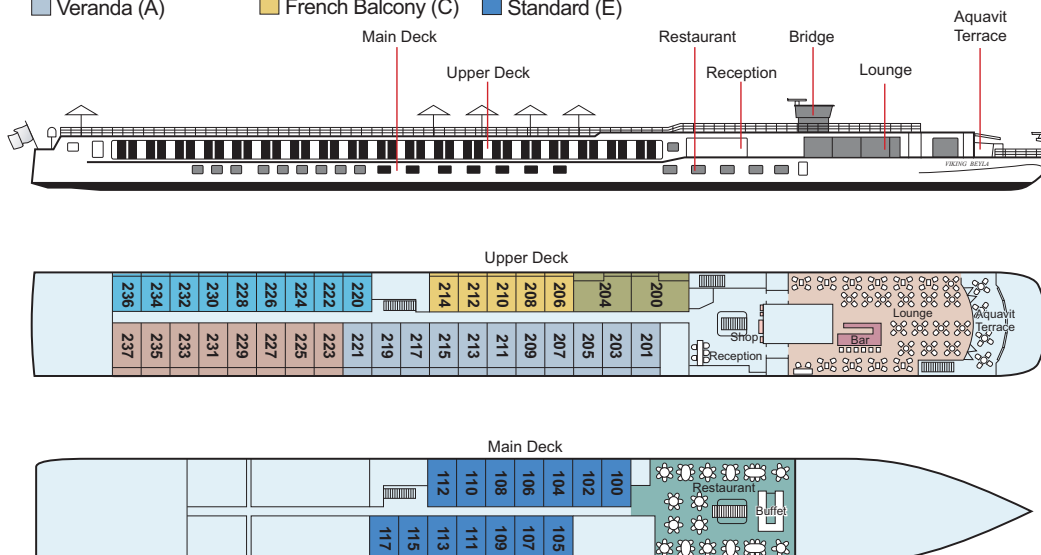 Veranda (A)
French Balcony (C)
Standard (E)
Aquavit
Terrace
Main Deck
Restaurant
Bridge
Upper Deck
Reception
Lounge
VIKING BEYLA
Upper Deck
236 234 232 230 228 226 224 222 220 214 212 210 208 206 204 200
237 235 233 231 229 227 225 223 221 219 217 215 213 211 209 207 205 203 201
Lounge
Aquavit
Terrace
Shop
Bar
Reception
Main Deck
112 110 108 106 104 102 100
117 115 113 111 109 107 105
Restaurant
Buffet